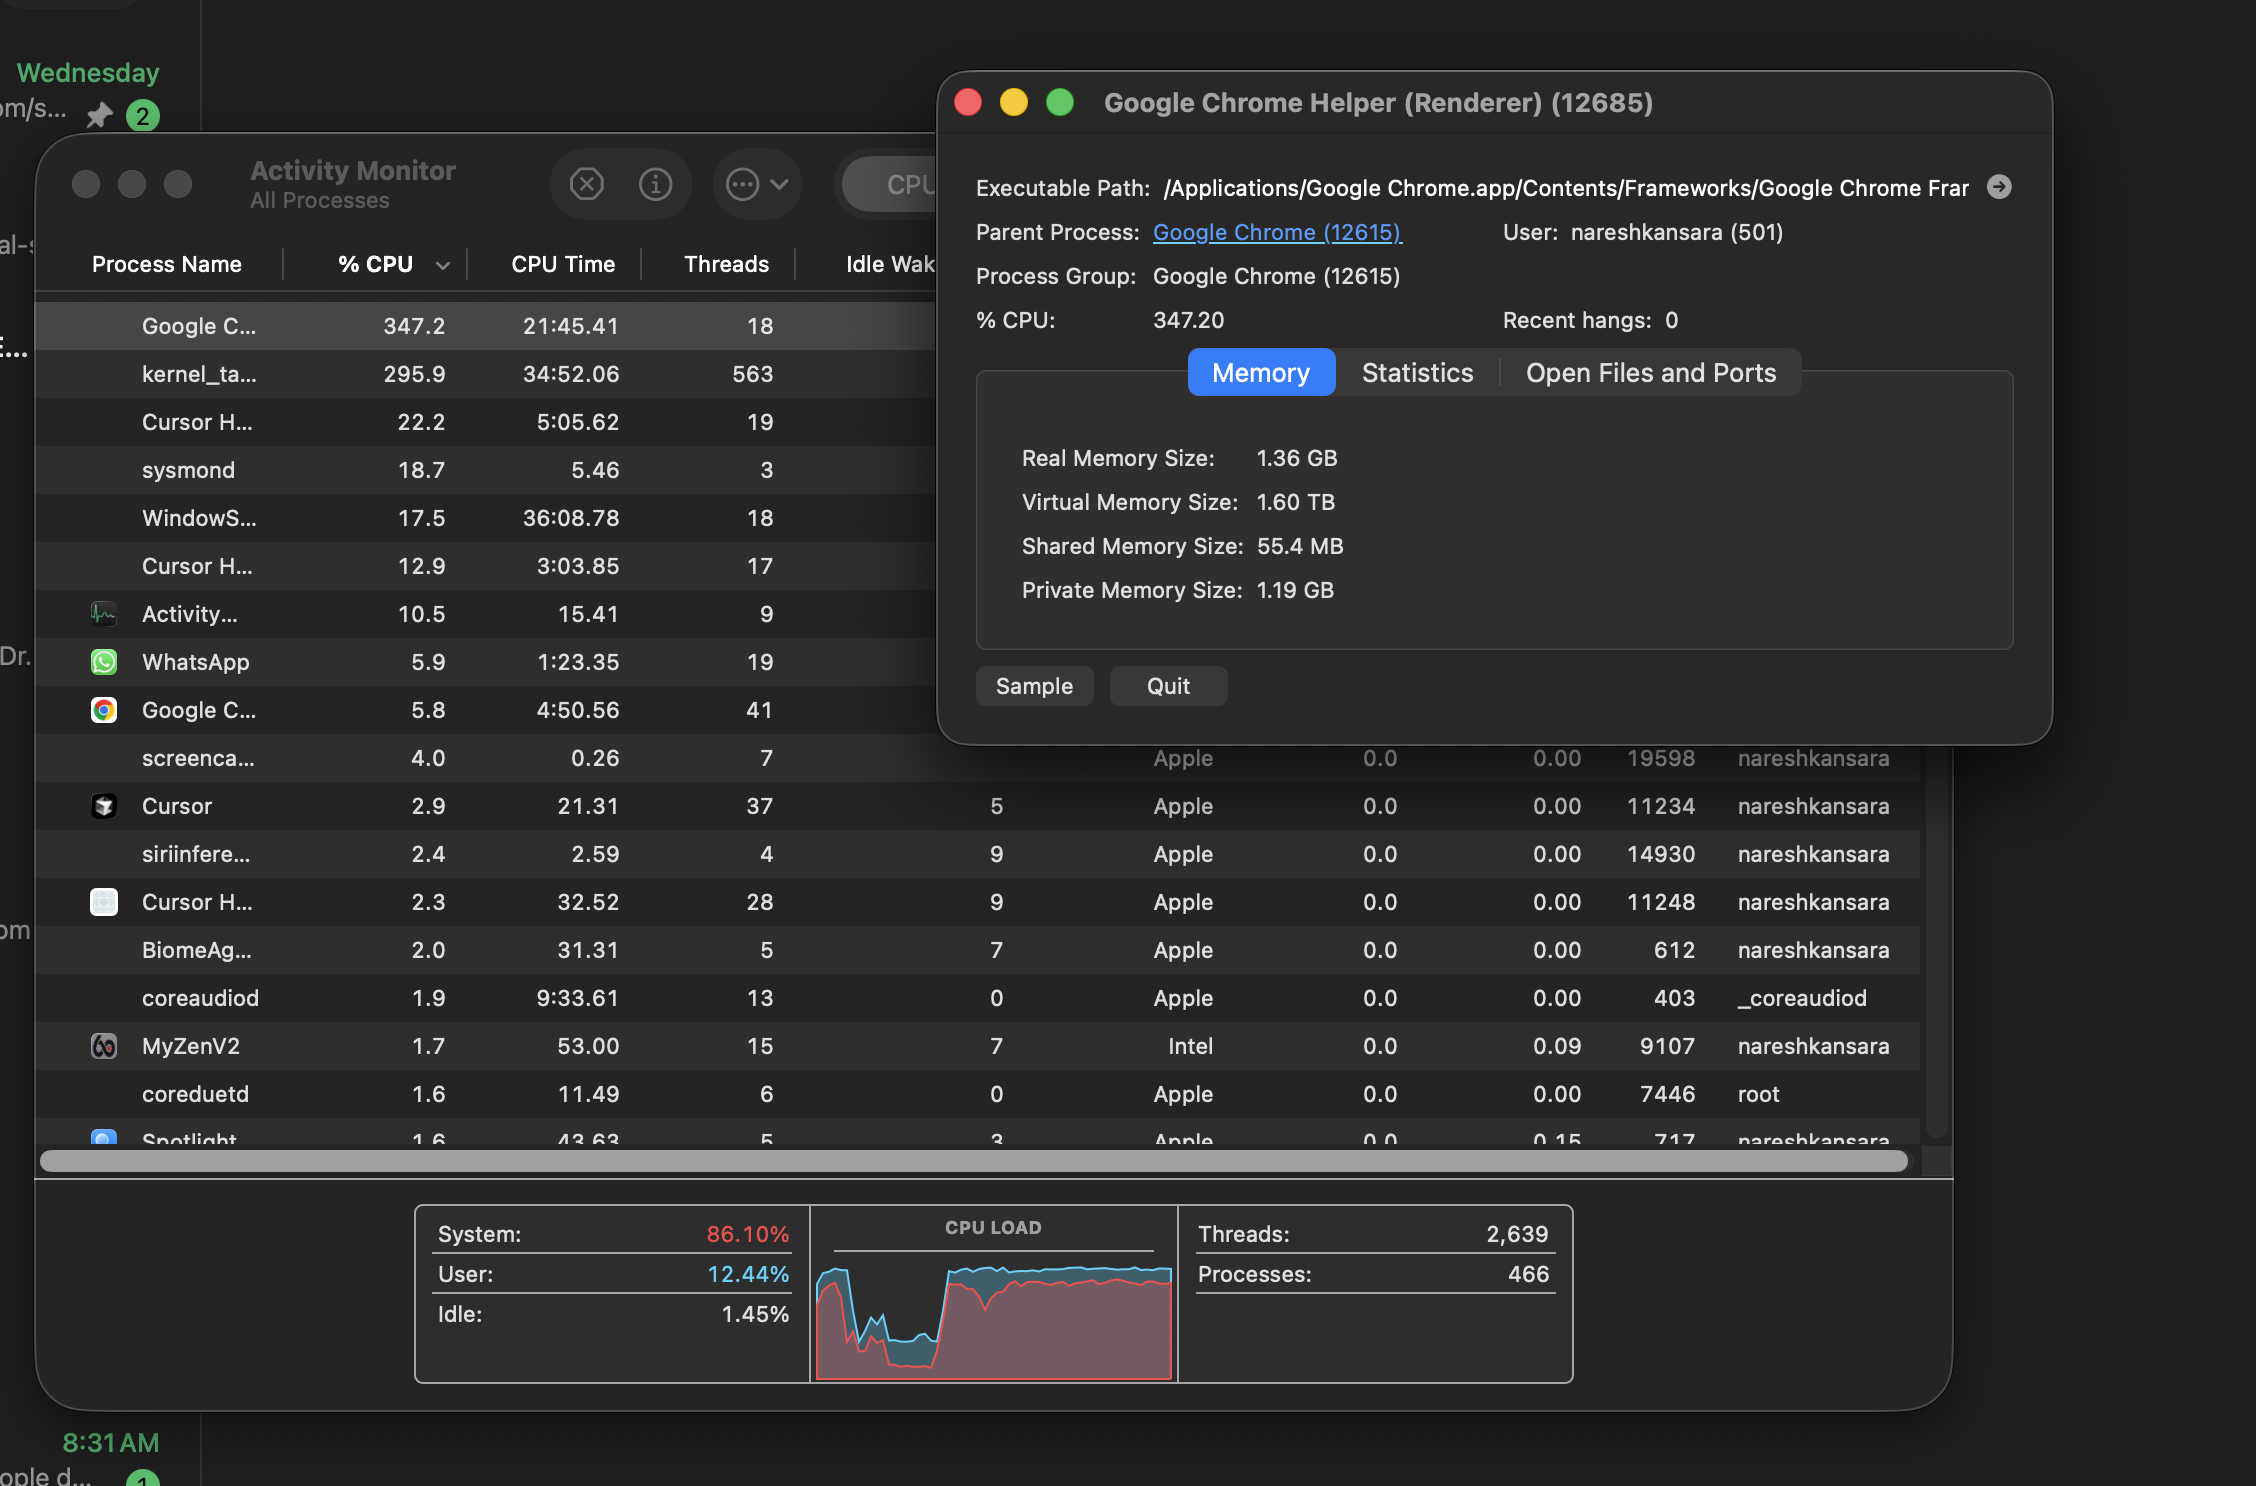 Wednesday
om/s...
2
al-s
E...
Dr.
om
8:31 AM
ople d...
1
Activity Monitor
All Processes
CPU
Process Name % CPU CPU Time Threads Idle Wak
Google C... 347.2 21:45.41 18
kernel_ta... 295.9 34:52.06 563
Cursor H... 22.2 5:05.62 19
sysmond 18.7 5.46 3
WindowS... 17.5 36:08.78 18
Cursor H... 12.9 3:03.85 17
Activity... 10.5 15.41 9
WhatsApp 5.9 1:23.35 19
Google C... 5.8 4:50.56 41
screenca... 4.0 0.26 7 Apple 0.0 0.00 19598 nareshkansara
Cursor 2.9 21.31 37 5 Apple 0.0 0.00 11234 nareshkansara
siriinfere... 2.4 2.59 4 9 Apple 0.0 0.00 14930 nareshkansara
Cursor H... 2.3 32.52 28 9 Apple 0.0 0.00 11248 nareshkansara
BiomeAg... 2.0 31.31 5 7 Apple 0.0 0.00 612 nareshkansara
coreaudiod 1.9 9:33.61 13 0 Apple 0.0 0.00 403 _coreaudiod
MyZenV2 1.7 53.00 15 7 Intel 0.0 0.09 9107 nareshkansara
coreduetd 1.6 11.49 6 0 Apple 0.0 0.00 7446 root
Spotlight 1.6 43.63 5 3 Apple 0.0 0.15 717 nareshkansara
System: 86.10%
User: 12.44%
Idle: 1.45%
CPU LOAD
Threads: 2,639
Processes: 466
Google Chrome Helper (Renderer) (12685)
Executable Path: /Applications/Google Chrome.app/Contents/Frameworks/Google Chrome Frar
Parent Process: Google Chrome (12615) User: nareshkansara (501)
Process Group: Google Chrome (12615)
% CPU: 347.20 Recent hangs: 0
Memory Statistics Open Files and Ports
Real Memory Size: 1.36 GB
Virtual Memory Size: 1.60 TB
Shared Memory Size: 55.4 MB
Private Memory Size: 1.19 GB
Sample Quit